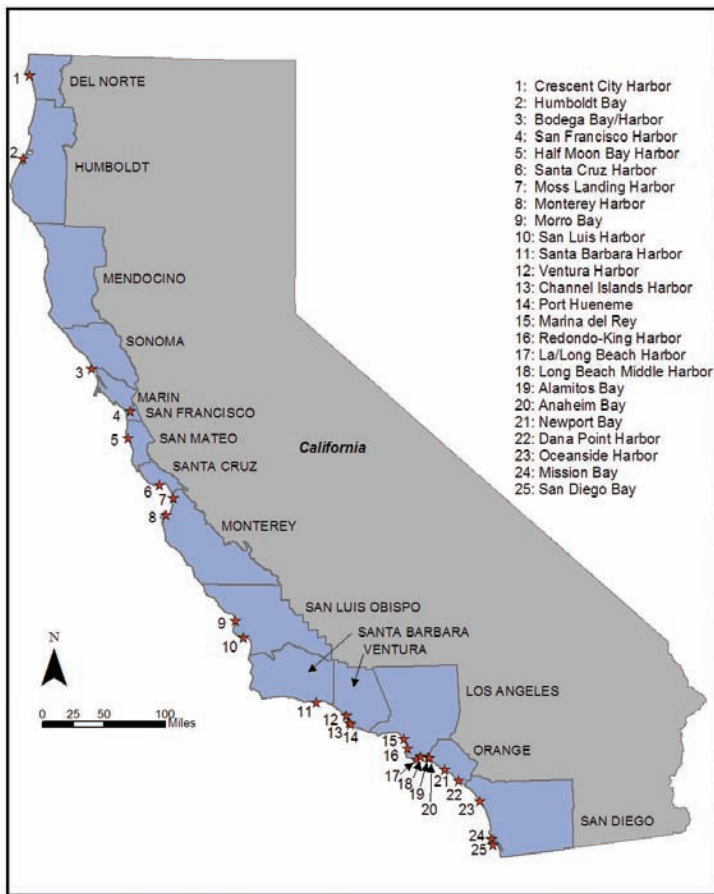 1
DEL NORTE
2
HUMBOLDT
MENDOCINO
SONOMA
3
MARIN
4
SAN FRANCISCO
5
SAN MATEO
SANTA CRUZ
6
7
8
MONTEREY
California
SAN LUIS OBISPO
9
10
SANTA BARBARA
VENTURA
LOS ANGELES
11
12
13
14
ORANGE
15
16
17
18
19
20
21
22
23
SAN DIEGO
24
25
N
0 50 100 200
Miles
1: Crescent City Harbor
2: Humboldt Bay
3: Bodega Bay/Harbor
4: San Francisco Harbor
5: Half Moon Bay Harbor
6: Santa Cruz Harbor
7: Moss Landing Harbor
8: Monterey Harbor
9: Morro Bay
10: San Luis Harbor
11: Santa Barbara Harbor
12: Ventura Harbor
13: Channel Islands Harbor
14: Port Hueneme
15: Marina del Rey
16: Redondo-King Harbor
17: La/Long Beach Harbor
18: Long Beach Middle Harbor
19: Alamitos Bay
20: Anaheim Bay
21: Newport Bay
22: Dana Point Harbor
23: Oceanside Harbor
24: Mission Bay
25: San Diego Bay